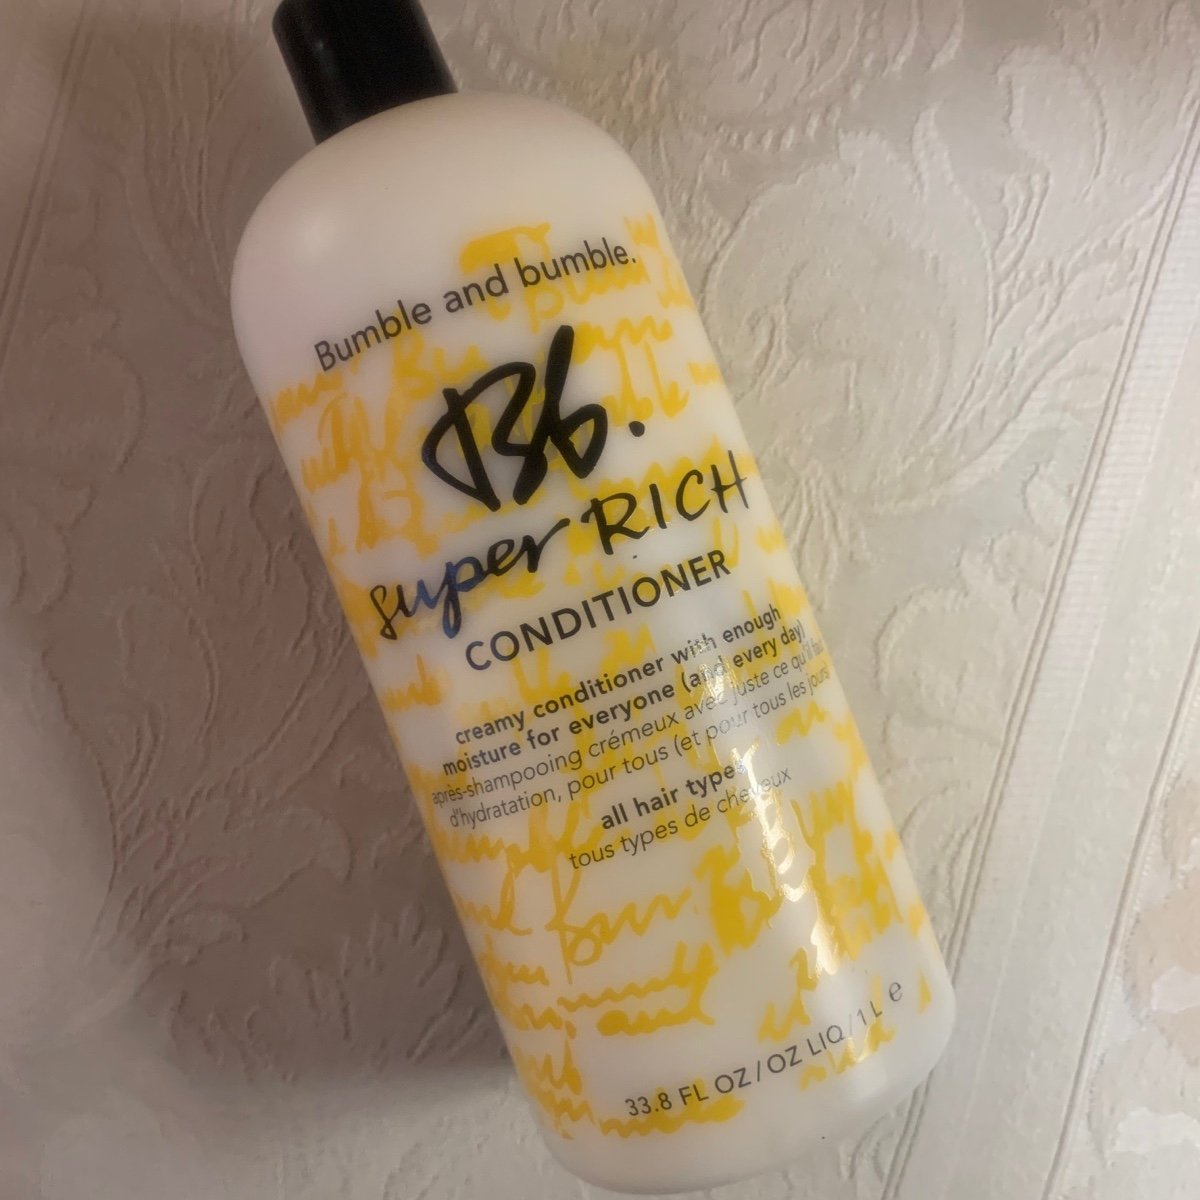 Bumble and bumble.
Bb.
super RICH
CONDITIONER
creamy conditioner with enough
moisture for everyone (and every day)
après-shampooing crémeux avec juste ce qu'il faut
d'hydratation, pour tous (et pour tous les jours)
all hair types
tous types de cheveux
33.8 FL OZ/OZ LIQ/1 L e